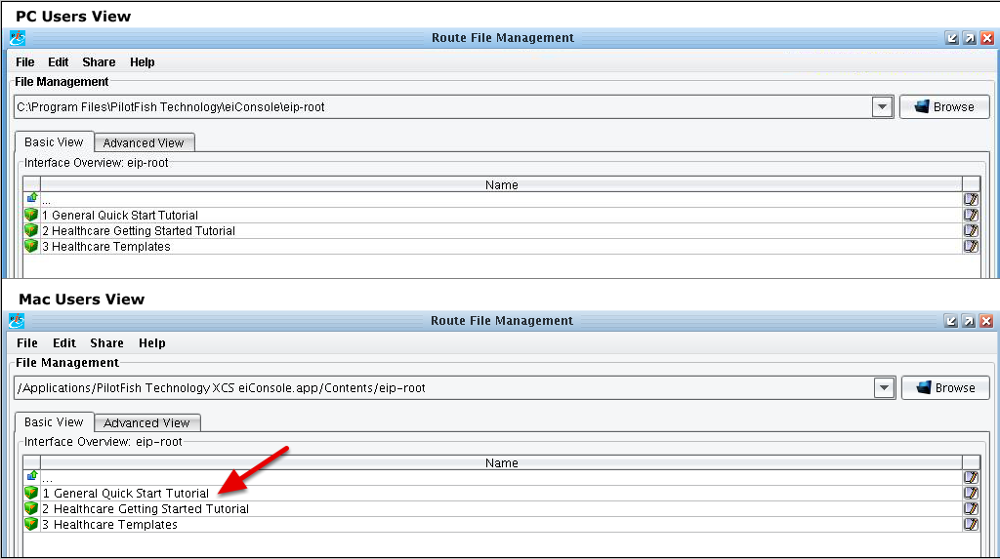 PC Users View
Route File Management
File Edit Share Help
File Management
C:\Program Files\PilotFish Technology\eiConsole\eip-root
Browse
Basic View Advanced View
Interface Overview: eip-root
Name
...
1 General Quick Start Tutorial
2 Healthcare Getting Started Tutorial
3 Healthcare Templates
Mac Users View
Route File Management
File Edit Share Help
File Management
/Applications/PilotFish Technology XCS eiConsole.app/Contents/eip-root
Browse
Basic View Advanced View
Interface Overview: eip-root
Name
...
1 General Quick Start Tutorial
2 Healthcare Getting Started Tutorial
3 Healthcare Templates